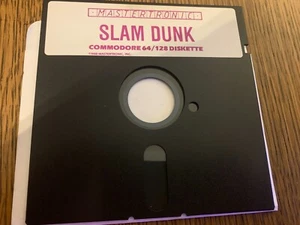 MASTERTRONIC
SLAM DUNK
COMMODORE 64/128 DISKETTE